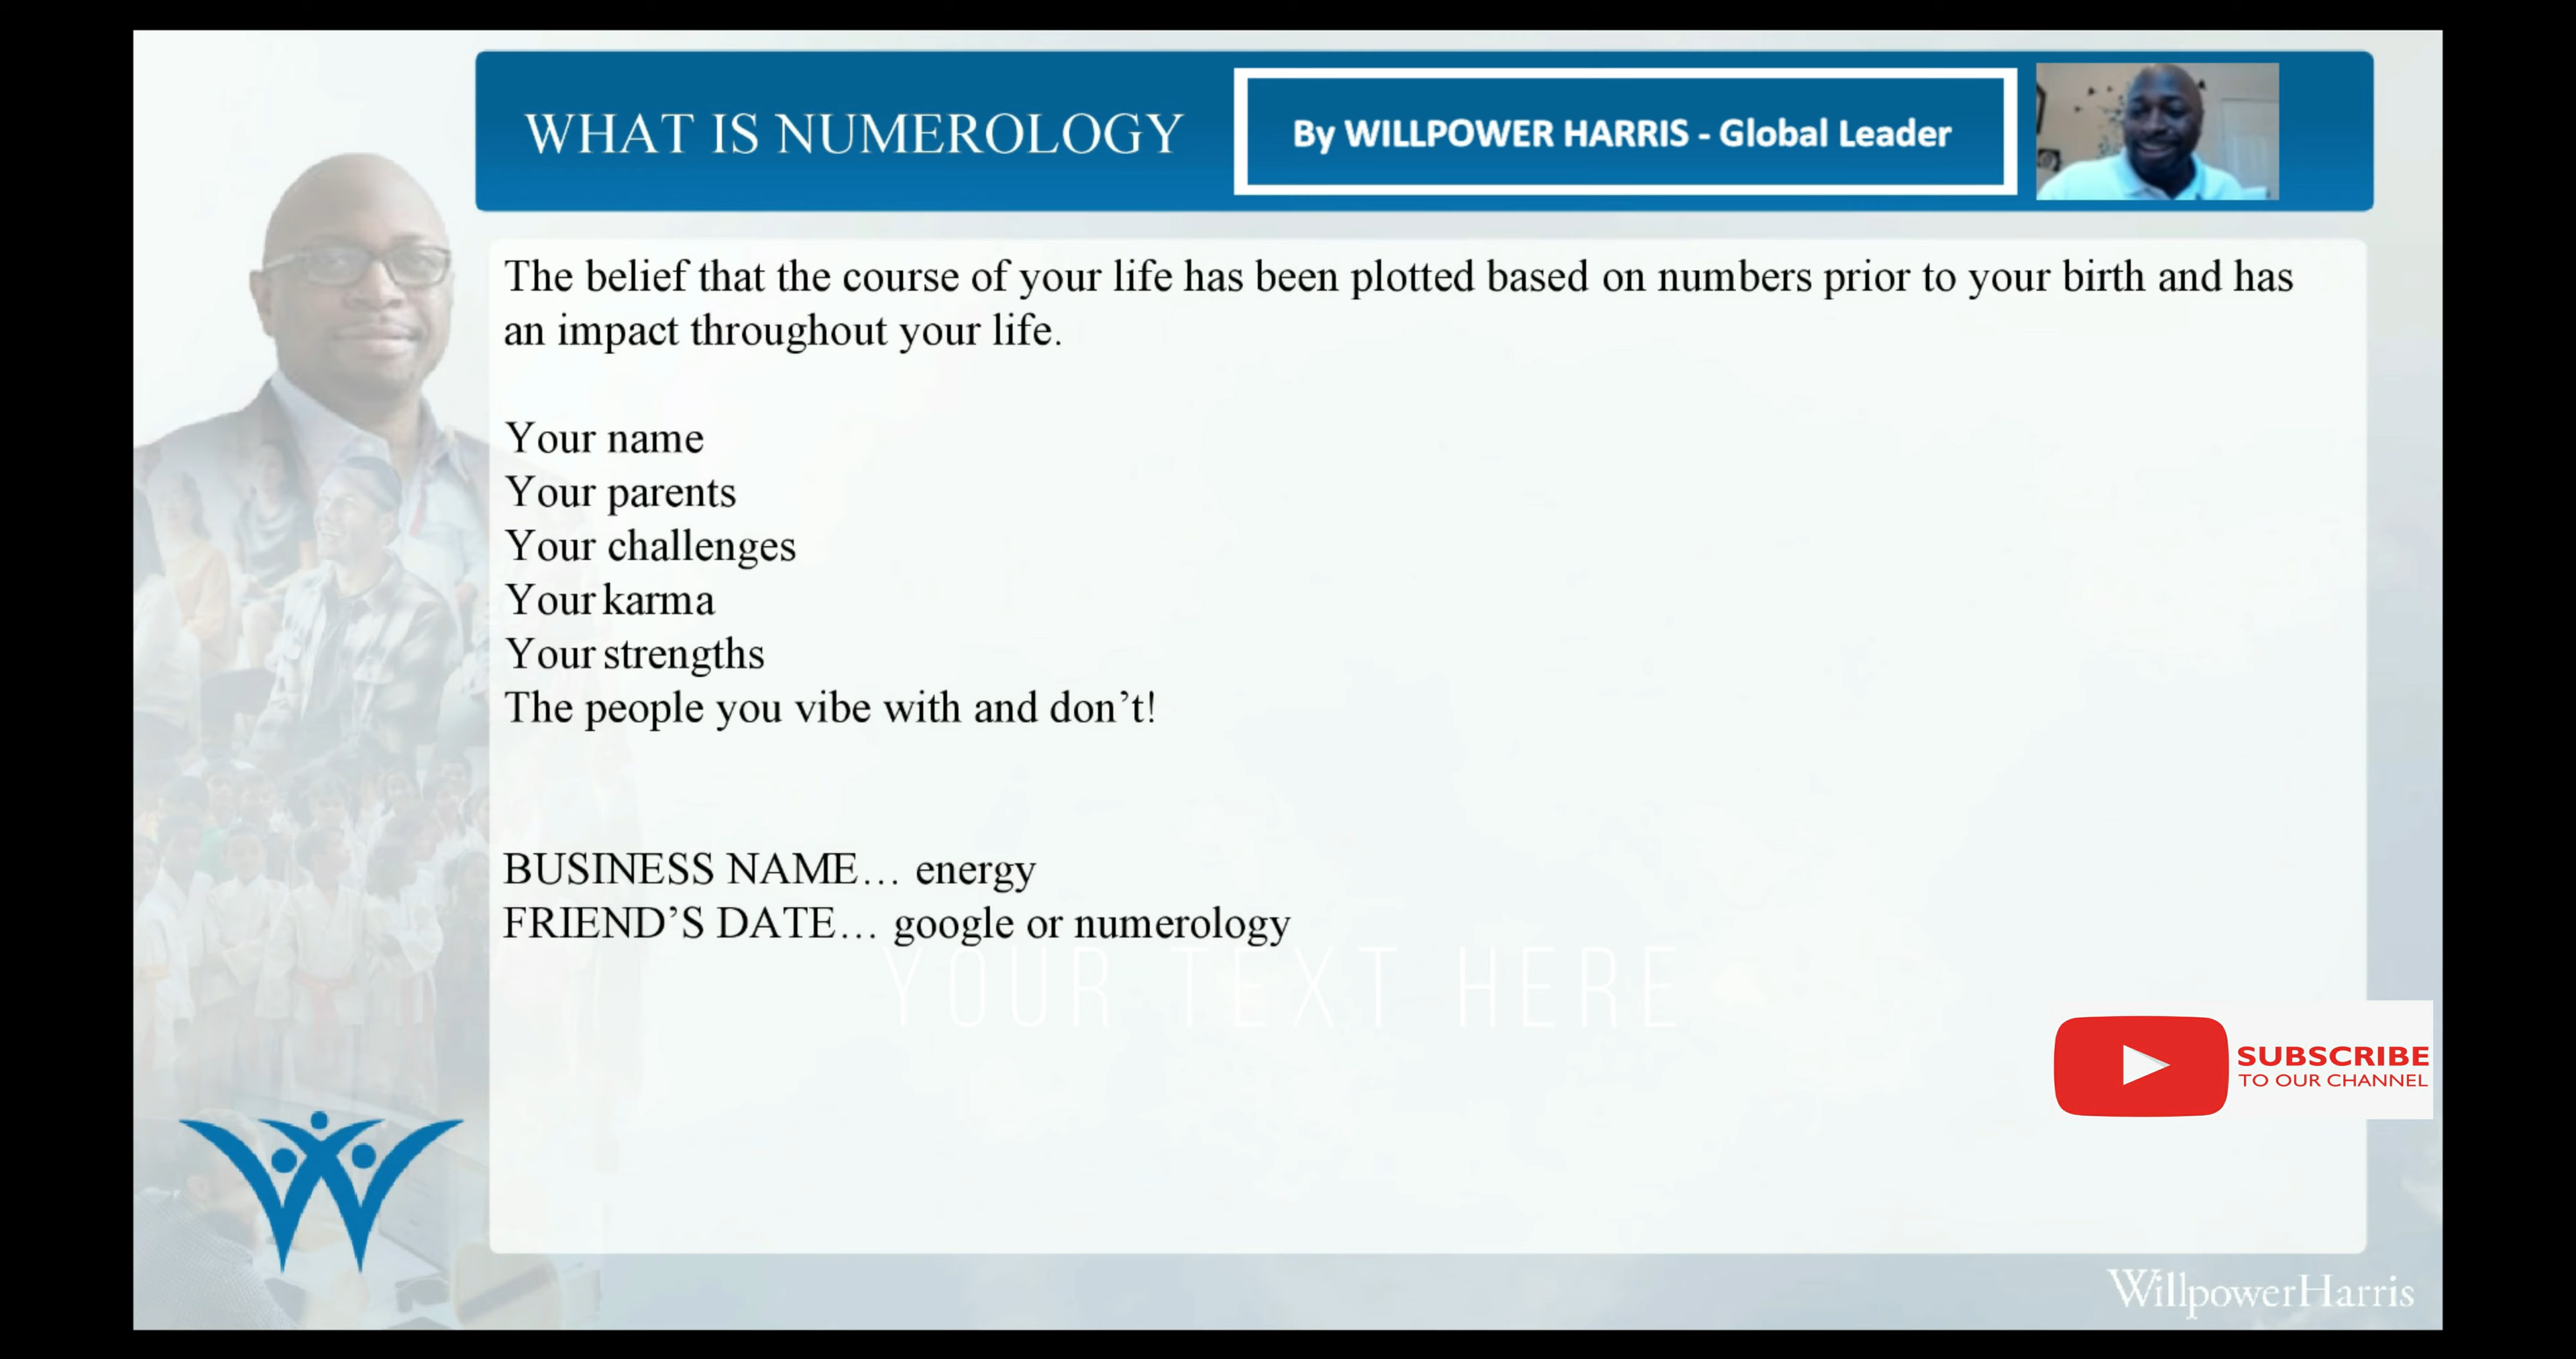 WHAT IS NUMEROLOGY
By WILLPOWER HARRIS - Global Leader
The belief that the course of your life has been plotted based on numbers prior to your birth and has
an impact throughout your life.
Your name
Your parents
Your challenges
Your karma
Your strengths
The people you vibe with and don’t!
BUSINESS NAME… energy
FRIEND’S DATE… google or numerology
YOUR TEXT HERE
SUBSCRIBE
TO OUR CHANNEL
WillpowerHarris